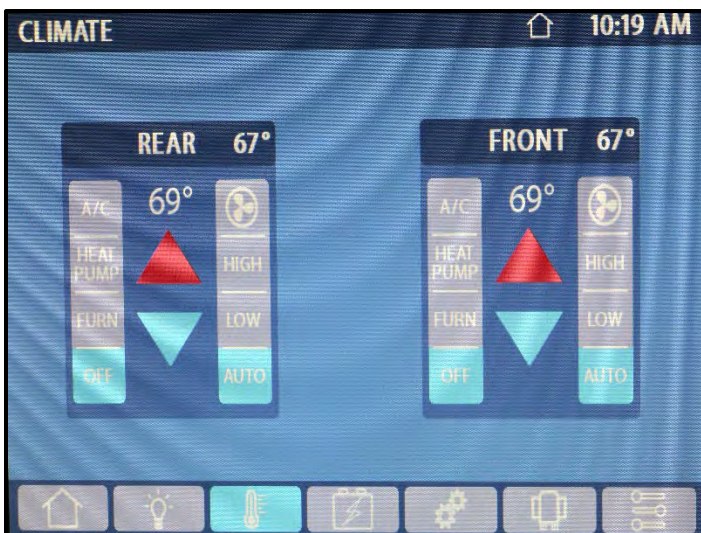 CLIMATE 10:19 AM
REAR 67°
69°
A/C
HEAT
PUMP
FURN
OFF
HIGH
LOW
AUTO
FRONT 67°
69°
A/C
HEAT
PUMP
FURN
OFF
HIGH
LOW
AUTO